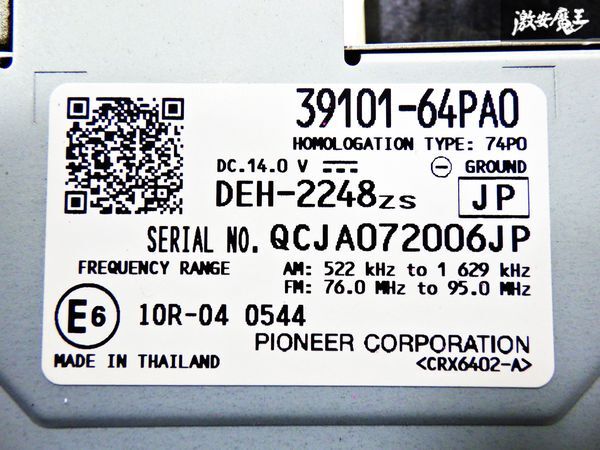 激安魔王
39101-64PA0
HOMOLOGATION TYPE: 74P0
DC.14.0 V ⎓ ⊖ GROUND
DEH-2248ZS JP
SERIAL NO. QCJA072006JP
FREQUENCY RANGE AM: 522 kHz to 1 629 kHz
FM: 76.0 MHz to 95.0 MHz
E6 10R-04 0544
PIONEER CORPORATION
MADE IN THAILAND <CRX6402-A>